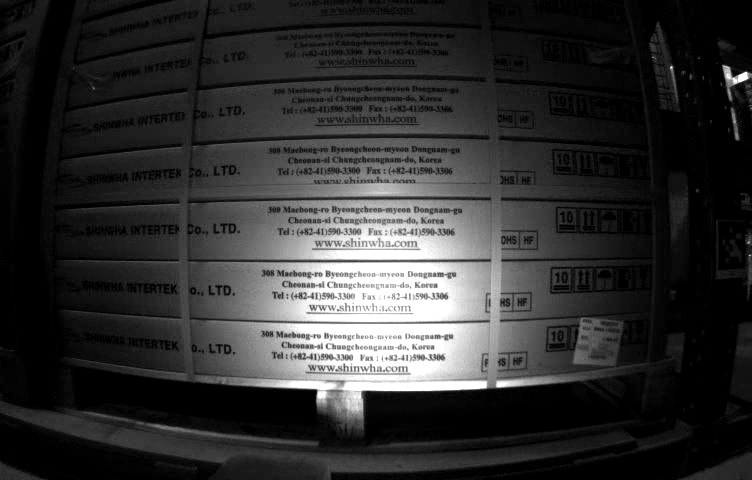 www.shinwha.com
SHINWHA INTERTEK Co., LTD.
308 Maebong-ro Byeongcheon-myeon Dongnam-gu
Cheonan-si Chungcheongnam-do, Korea
Tel : (+82-41)590-3300 Fax : (+82-41)590-3306
www.shinwha.com
HF
SHINWHA INTERTEK Co., LTD.
308 Maebong-ro Byeongcheon-myeon Dongnam-gu
Cheonan-si Chungcheongnam-do, Korea
Tel : (+82-41)590-3300 Fax : (+82-41)590-3306
www.shinwha.com
OHS HF
10
SHINWHA INTERTEK Co., LTD.
308 Maebong-ro Byeongcheon-myeon Dongnam-gu
Cheonan-si Chungcheongnam-do, Korea
Tel : (+82-41)590-3300 Fax : (+82-41)590-3306
www.shinwha.com
OHS HF
10
SHINWHA INTERTEK Co., LTD.
308 Maebong-ro Byeongcheon-myeon Dongnam-gu
Cheonan-si Chungcheongnam-do, Korea
Tel : (+82-41)590-3300 Fax : (+82-41)590-3306
www.shinwha.com
OHS HF
10
SHINWHA INTERTEK o., LTD.
308 Maebong-ro Byeongcheon-myeon Dongnam-gu
Cheonan-si Chungcheongnam-do, Korea
Tel : (+82-41)590-3300 Fax : (+82-41)590-3306
www.shinwha.com
HS HF
10
SHINWHA INTERTEK o., LTD.
308 Maebong-ro Byeongcheon-myeon Dongnam-gu
Cheonan-si Chungcheongnam-do, Korea
Tel : (+82-41)590-3300 Fax : (+82-41)590-3306
www.shinwha.com
HS HF
10